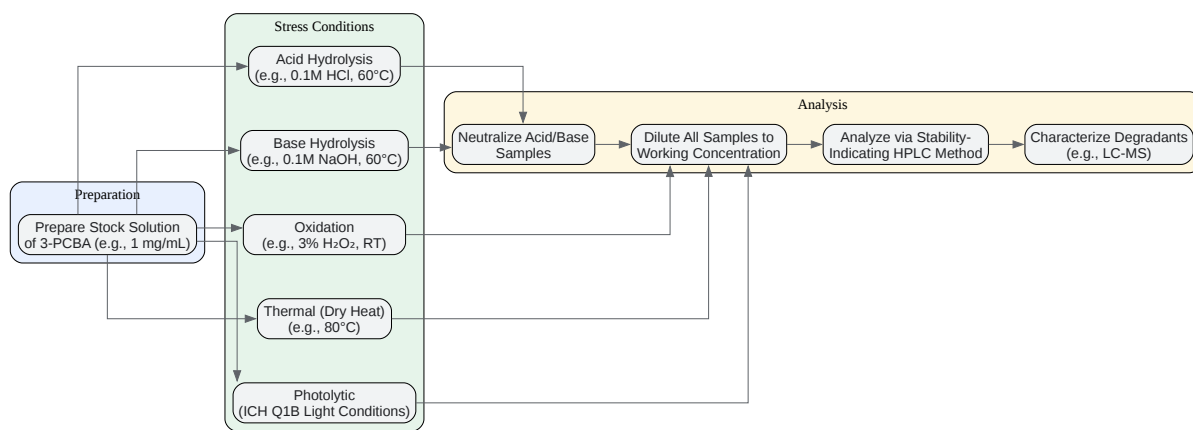 Stress Conditions
Acid Hydrolysis
(e.g., 0.1M HCl, 60°C)
Base Hydrolysis
(e.g., 0.1M NaOH, 60°C)
Oxidation
(e.g., 3% H₂O₂, RT)
Thermal (Dry Heat)
(e.g., 80°C)
Photolytic
(ICH Q1B Light Conditions)
Preparation
Prepare Stock Solution
of 3-PCBA (e.g., 1 mg/mL)
Analysis
Neutralize Acid/Base
Samples
Dilute All Samples to
Working Concentration
Analyze via Stability-
Indicating HPLC Method
Characterize Degradants
(e.g., LC-MS)